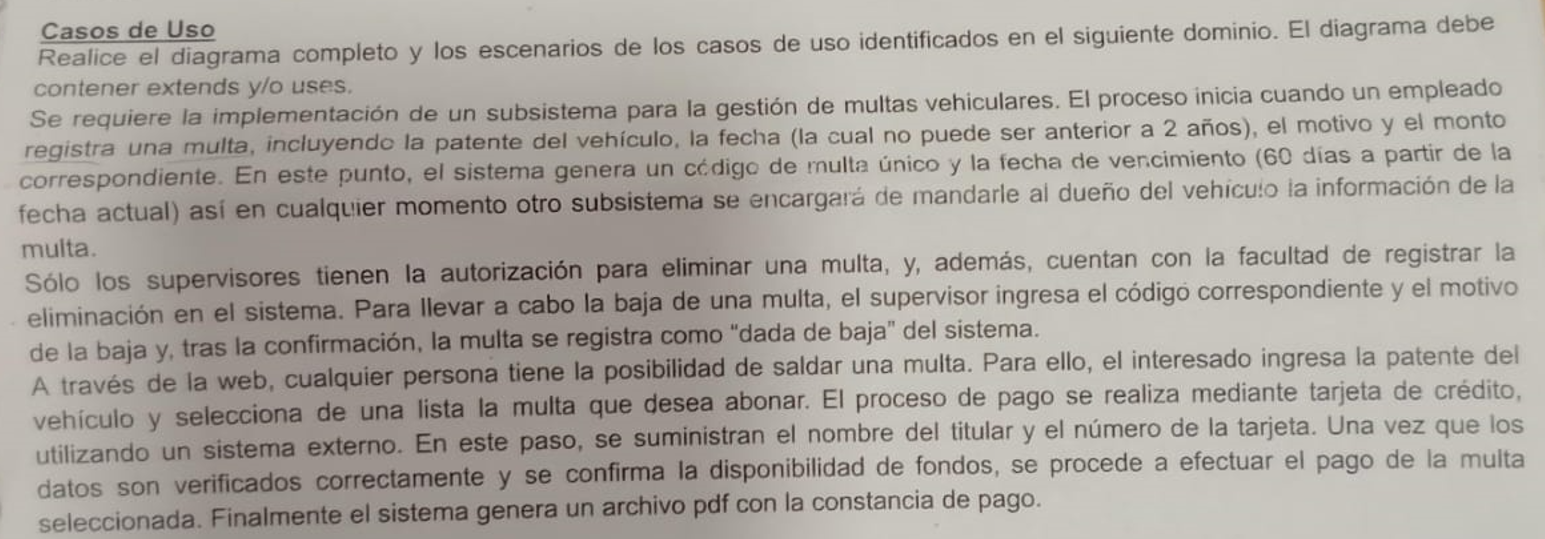 Casos de Uso
Realice el diagrama completo y los escenarios de los casos de uso identificados en el siguiente dominio. El diagrama debe
contener extends y/o uses.
Se requiere la implementación de un subsistema para la gestión de multas vehiculares. El proceso inicia cuando un empleado
registra una multa, incluyendo la patente del vehículo, la fecha (la cual no puede ser anterior a 2 años), el motivo y el monto
correspondiente. En este punto, el sistema genera un código de multa único y la fecha de vencimiento (60 días a partir de la
fecha actual) así en cualquier momento otro subsistema se encargará de mandarle al dueño del vehículo la información de la
multa.
Sólo los supervisores tienen la autorización para eliminar una multa, y, además, cuentan con la facultad de registrar la
eliminación en el sistema. Para llevar a cabo la baja de una multa, el supervisor ingresa el código correspondiente y el motivo
de la baja y, tras la confirmación, la multa se registra como “dada de baja” del sistema.
A través de la web, cualquier persona tiene la posibilidad de saldar una multa. Para ello, el interesado ingresa la patente del
vehículo y selecciona de una lista la multa que desea abonar. El proceso de pago se realiza mediante tarjeta de crédito,
utilizando un sistema externo. En este paso, se suministran el nombre del titular y el número de la tarjeta. Una vez que los
datos son verificados correctamente y se confirma la disponibilidad de fondos, se procede a efectuar el pago de la multa
seleccionada. Finalmente el sistema genera un archivo pdf con la constancia de pago.